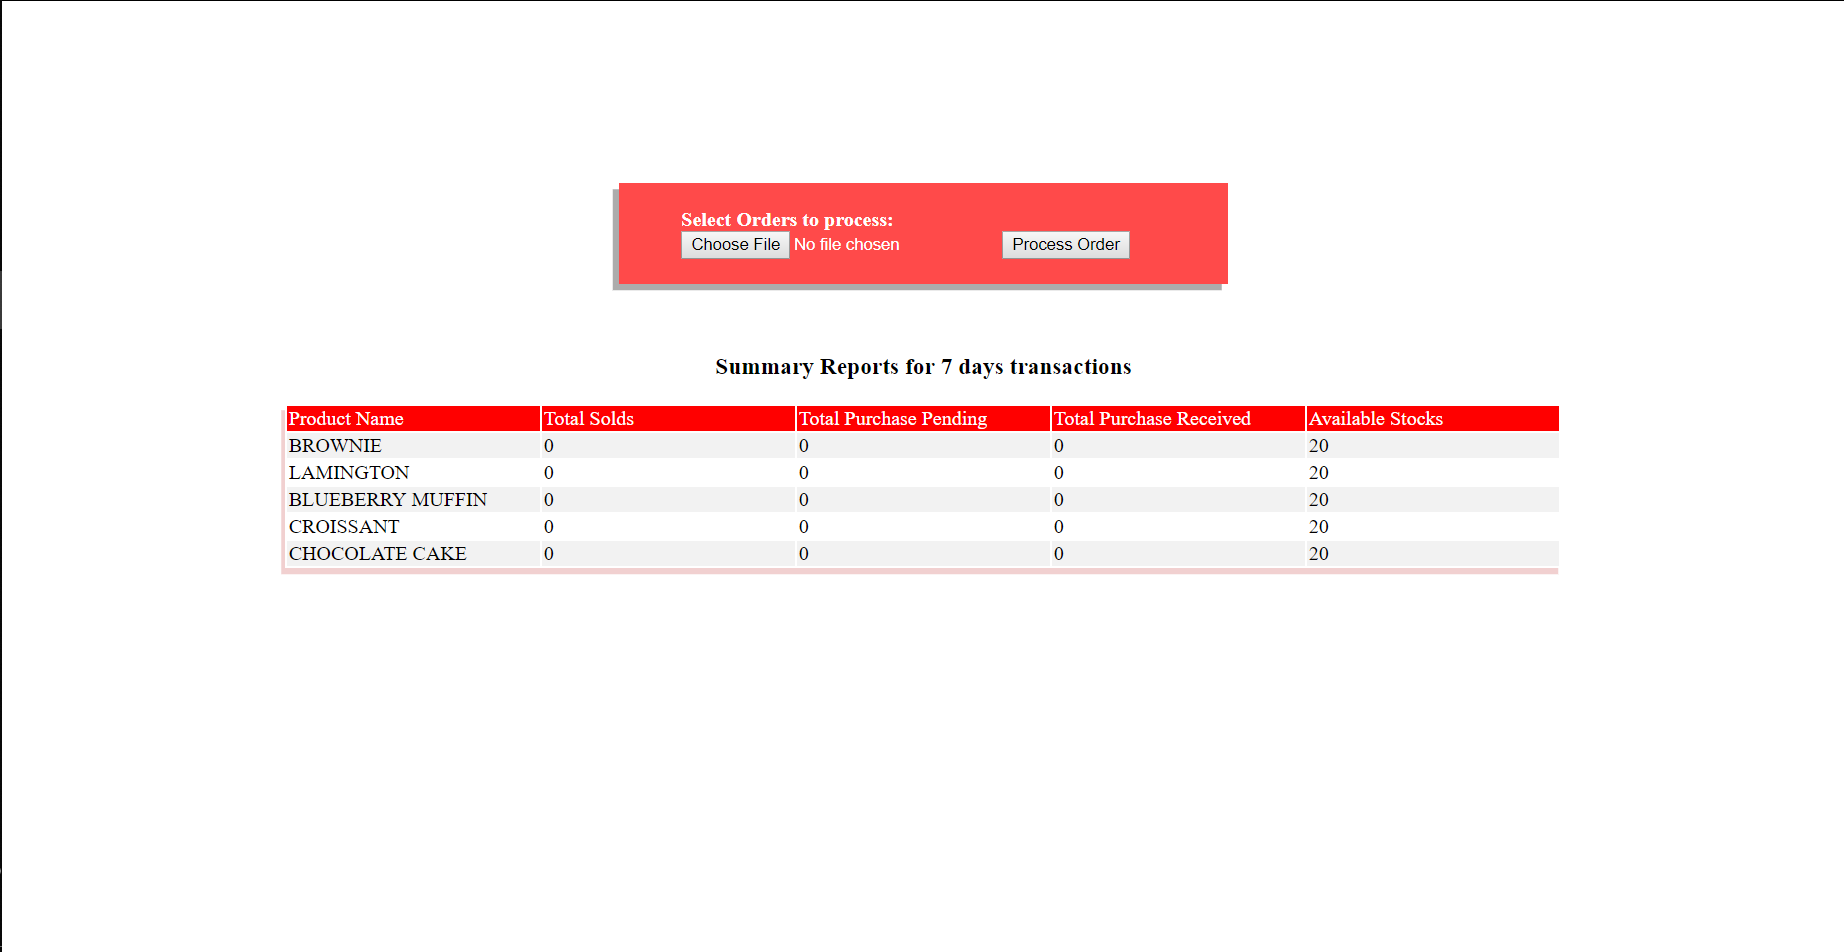 Select Orders to process:
Choose File No file chosen Process Order
Summary Reports for 7 days transactions
Product Name Total Solds Total Purchase Pending Total Purchase Received Available Stocks
BROWNIE 0 0 0 20
LAMINGTON 0 0 0 20
BLUEBERRY MUFFIN 0 0 0 20
CROISSANT 0 0 0 20
CHOCOLATE CAKE 0 0 0 20